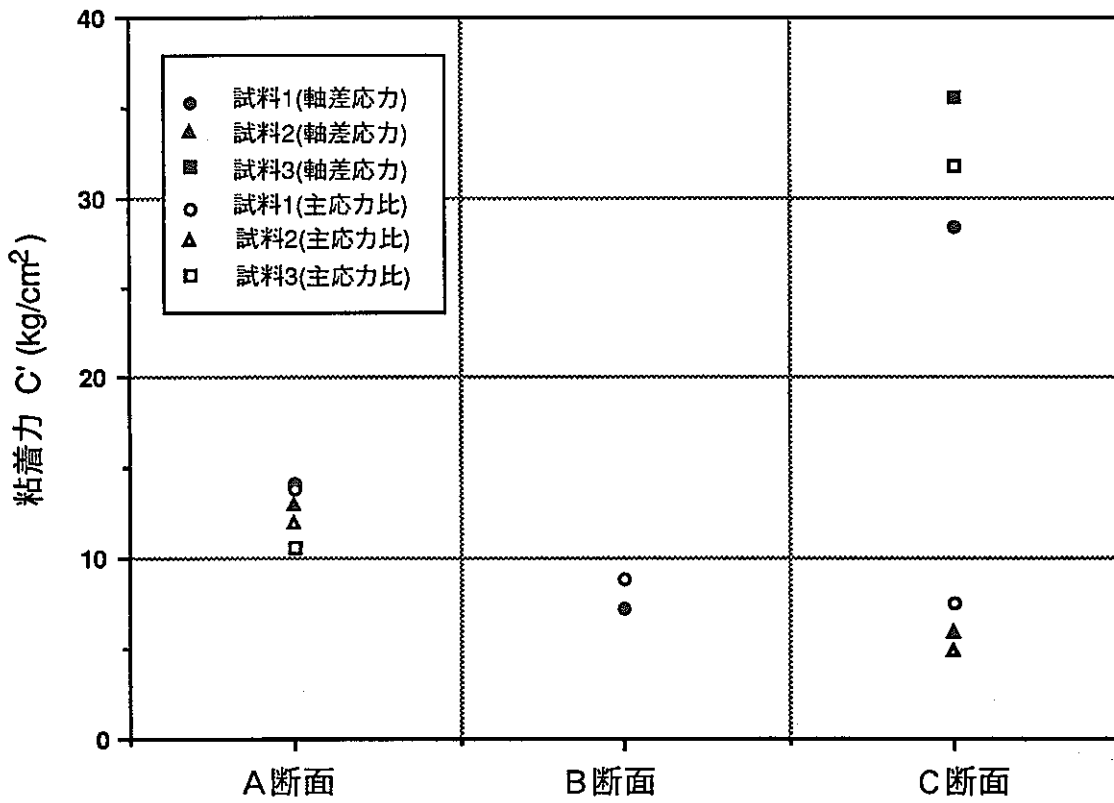 40
30
20
10
0
粘着力 C' (kg/cm²)
試料1(軸差応力)
試料2(軸差応力)
試料3(軸差応力)
試料1(主応力比)
試料2(主応力比)
試料3(主応力比)
A断面
B断面
C断面